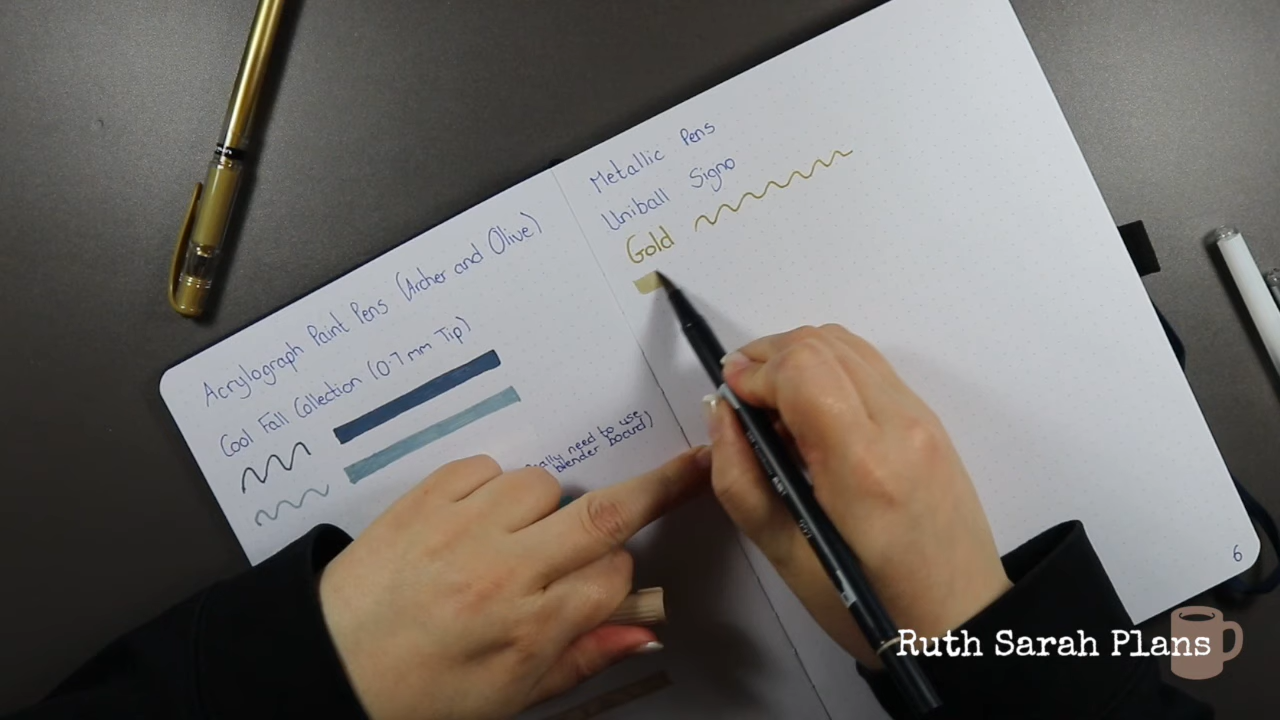 Acrylograph Paint Pens (Archer and Olive)
Cool Fall Collection (0.7mm Tip)
need to use
blender board)
Metallic Pens
Uniball Signo
Gold
6
Ruth Sarah Plans